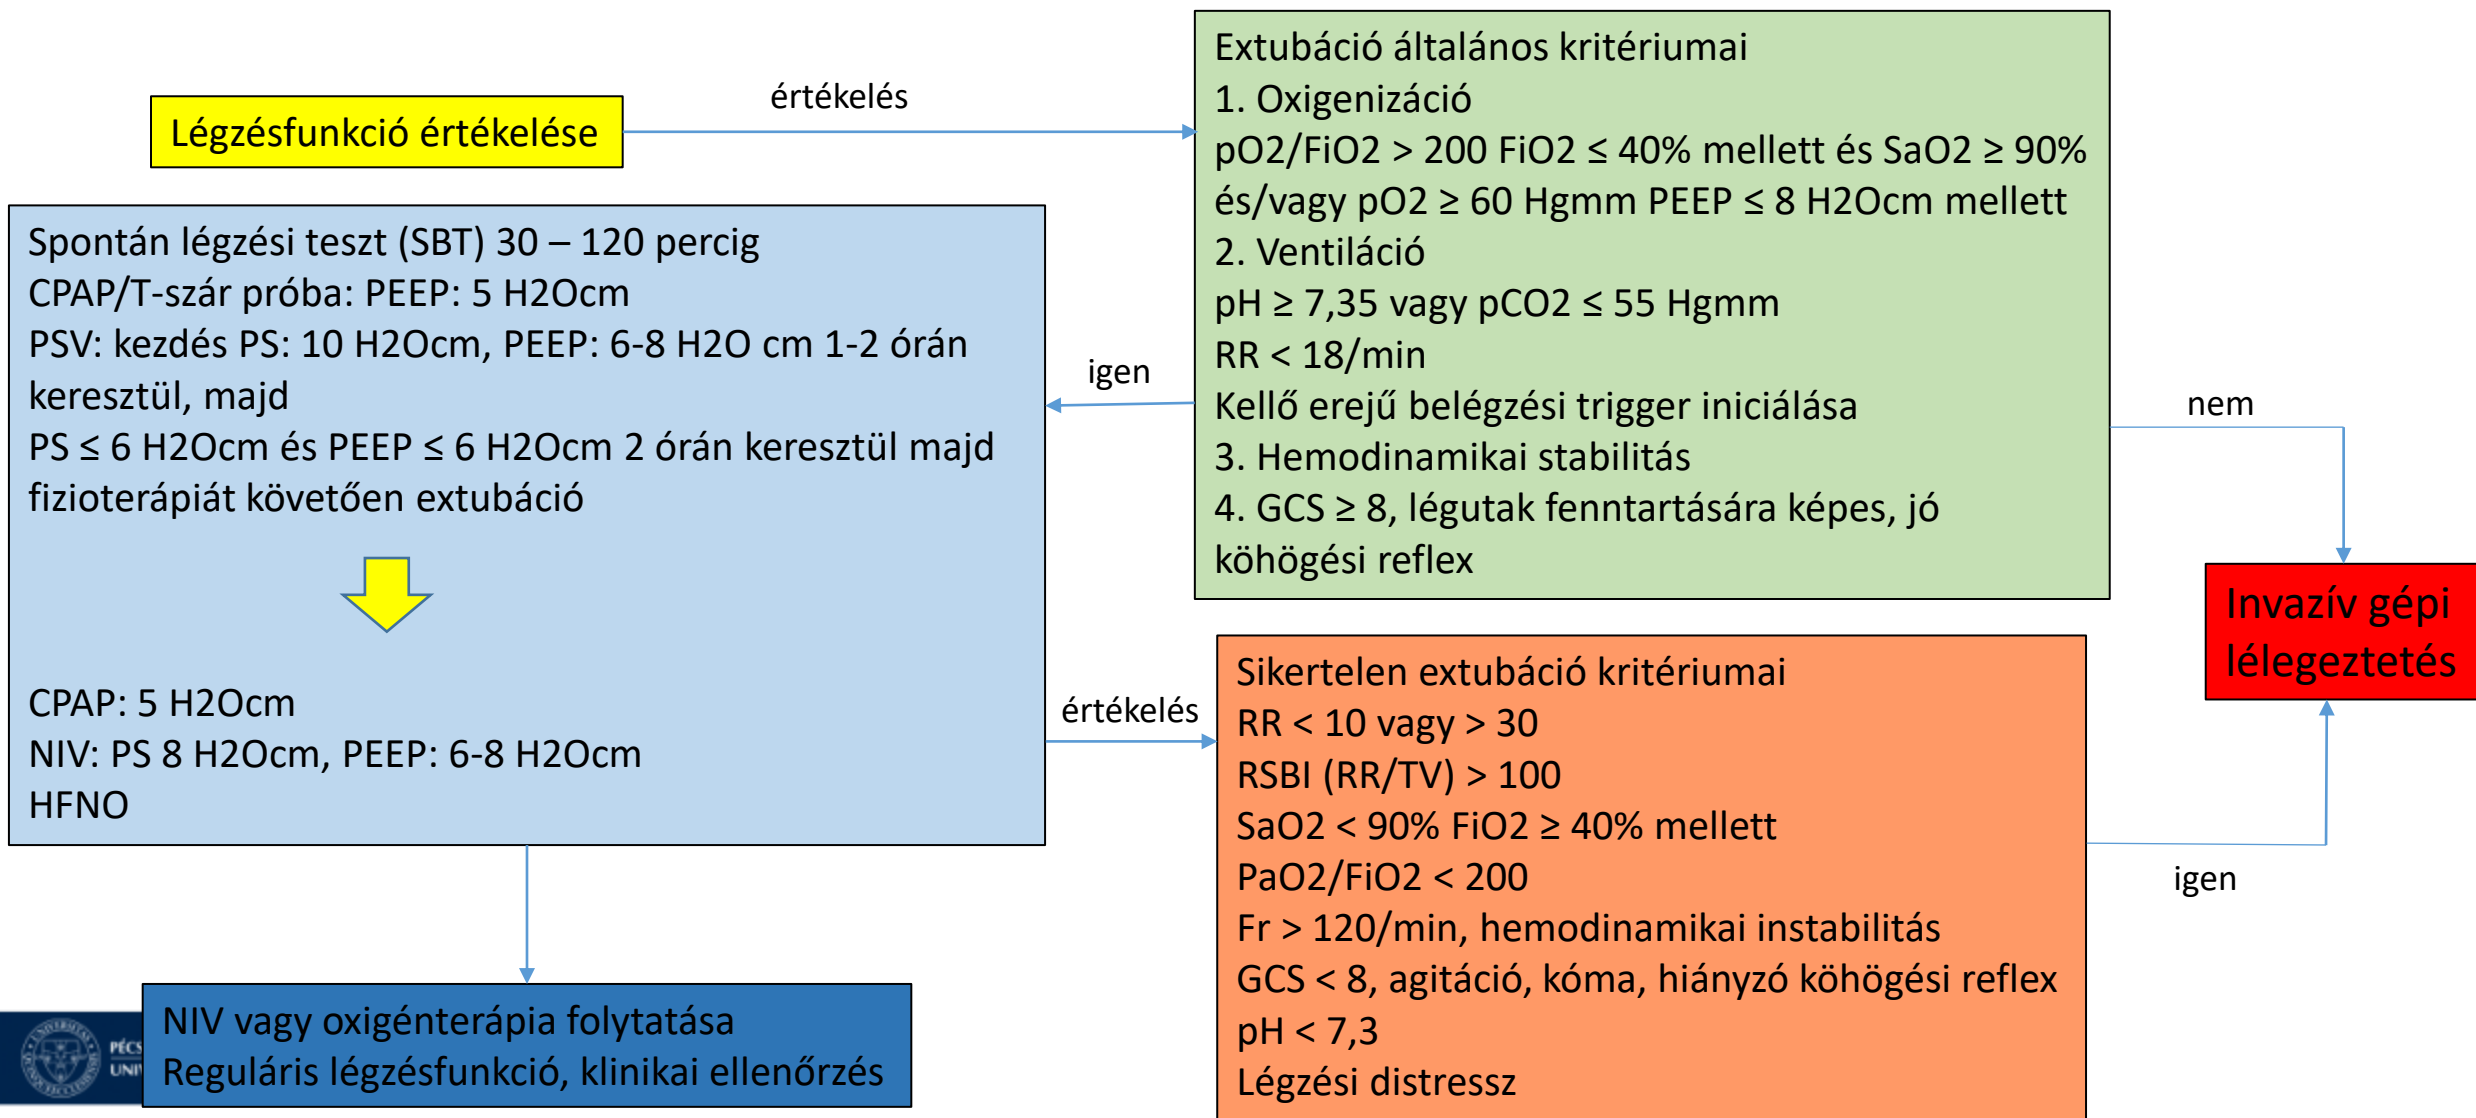 Légzésfunkció értékelése
értékelés
Extubáció általános kritériumai
1. Oxigenizáció
pO2/FiO2 > 200 FiO2 ≤ 40% mellett és SaO2 ≥ 90%
és/vagy pO2 ≥ 60 Hgmm PEEP ≤ 8 H2Ocm mellett
2. Ventiláció
pH ≥ 7,35 vagy pCO2 ≤ 55 Hgmm
RR < 18/min
Kellő erejű belégzési trigger iniciálása
3. Hemodinamikai stabilitás
4. GCS ≥ 8, légutak fenntartására képes, jó
köhögési reflex
igen
nem
Spontán légzési teszt (SBT) 30 – 120 percig
CPAP/T-szár próba: PEEP: 5 H2Ocm
PSV: kezdés PS: 10 H2Ocm, PEEP: 6-8 H2O cm 1-2 órán
keresztül, majd
PS ≤ 6 H2Ocm és PEEP ≤ 6 H2Ocm 2 órán keresztül majd
fizioterápiát követően extubáció
CPAP: 5 H2Ocm
NIV: PS 8 H2Ocm, PEEP: 6-8 H2Ocm
HFNO
értékelés
Sikertelen extubáció kritériumai
RR < 10 vagy > 30
RSBI (RR/TV) > 100
SaO2 < 90% FiO2 ≥ 40% mellett
PaO2/FiO2 < 200
Fr > 120/min, hemodinamikai instabilitás
GCS < 8, agitáció, kóma, hiányzó köhögési reflex
pH < 7,3
Légzési distressz
igen
Invazív gépi
lélegeztetés
NIV vagy oxigénterápia folytatása
Reguláris légzésfunkció, klinikai ellenőrzés
PÉCS
UNIV